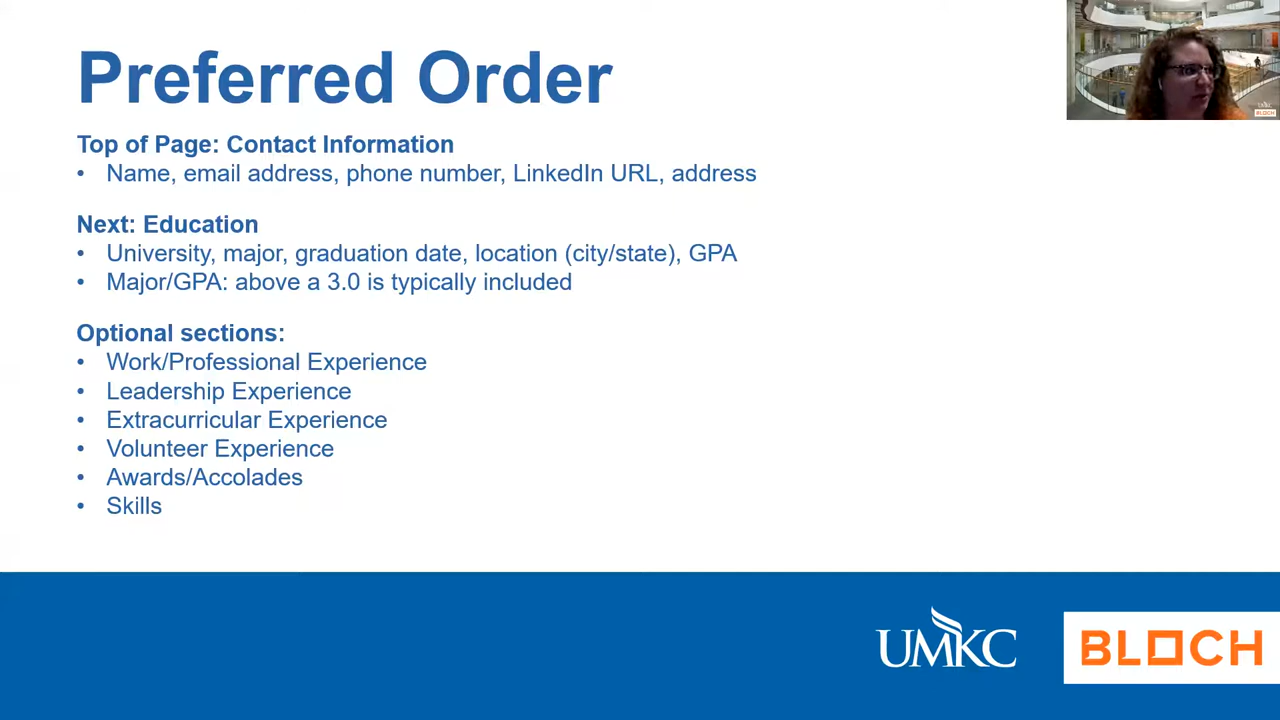 Preferred Order
Top of Page: Contact Information
• Name, email address, phone number, LinkedIn URL, address
Next: Education
• University, major, graduation date, location (city/state), GPA
• Major/GPA: above a 3.0 is typically included
Optional sections:
• Work/Professional Experience
• Leadership Experience
• Extracurricular Experience
• Volunteer Experience
• Awards/Accolades
• Skills
UMKC
BLOCH
UMKC
BLOCH